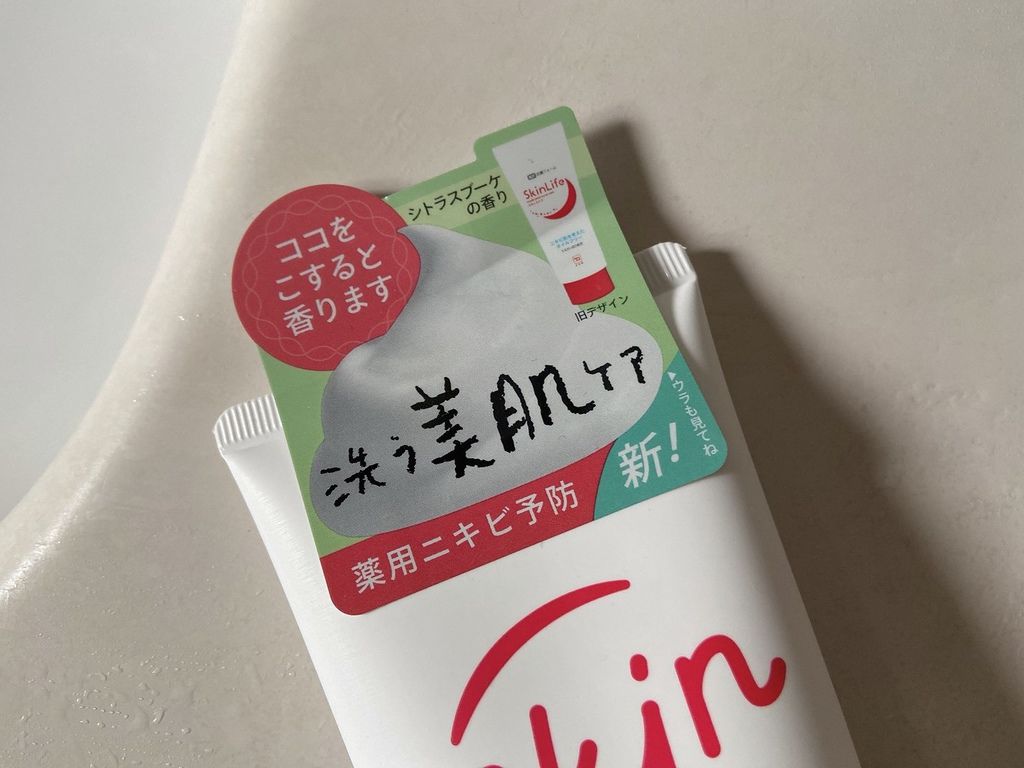 ココを
こすると
香ります
シトラスブーケ
の香り
SkinLife
旧デザイン
洗う美肌ケア
▶ウラも見てね
新!
薬用ニキビ予防
skin